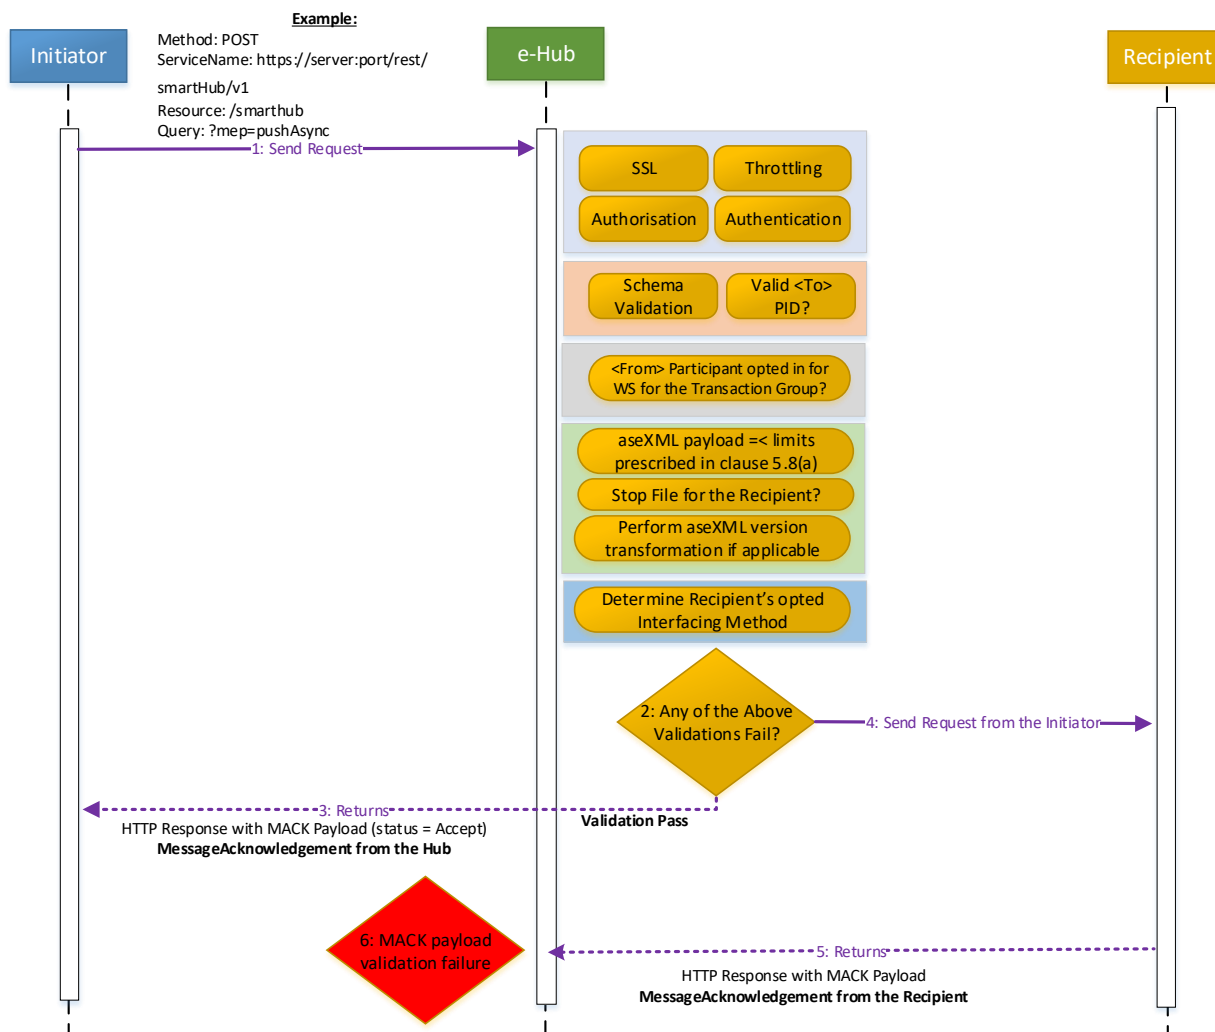 Example:
Method: POST
ServiceName: https://server:port/rest/
smartHub/v1
Resource: /smarthub
Query: ?mep=pushAsync
Initiator
e-Hub
Recipient
1: Send Request
SSL
Throttling
Authorisation
Authentication
Schema
Validation
Valid <To>
PID?
<From> Participant opted in for
WS for the Transaction Group?
aseXML payload =< limits
prescribed in clause 5.8(a)
Stop File for the Recipient?
Perform aseXML version
transformation if applicable
Determine Recipient's opted
Interfacing Method
2: Any of the Above
Validations Fail?
4: Send Request from the Initiator
3: Returns
Validation Pass
HTTP Response with MACK Payload (status = Accept)
MessageAcknowledgement from the Hub
6: MACK payload
validation failure
5: Returns
HTTP Response with MACK Payload
MessageAcknowledgement from the Recipient